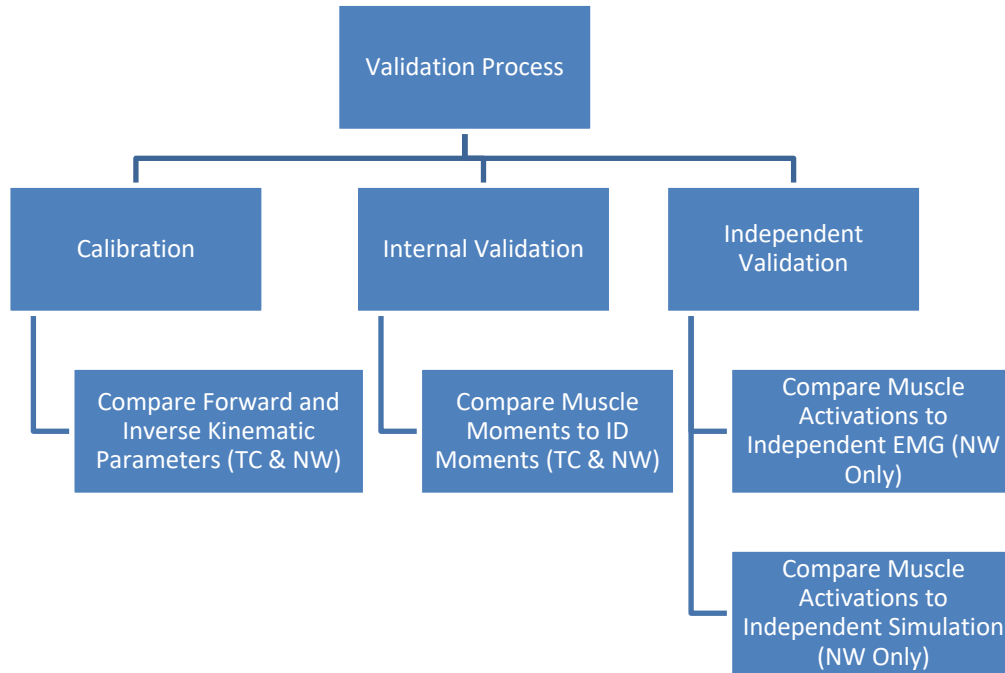 Validation Process
Calibration
Internal Validation
Independent
Validation
Compare Forward and
Inverse Kinematic
Parameters (TC & NW)
Compare Muscle
Moments to ID
Moments (TC & NW)
Compare Muscle
Activations to
Independent EMG (NW
Only)
Compare Muscle
Activations to
Independent Simulation
(NW Only)